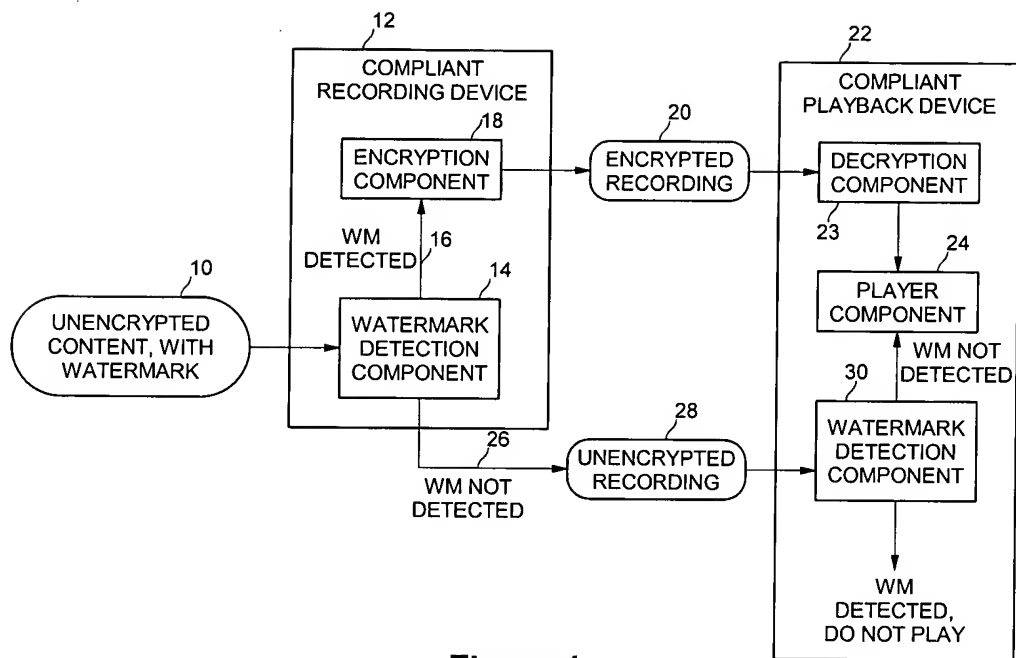 12
COMPLIANT
RECORDING DEVICE
18
ENCRYPTION
COMPONENT
WM
DETECTED
16
14
WATERMARK
DETECTION
COMPONENT
10
UNENCRYPTED
CONTENT, WITH
WATERMARK
26
WM NOT
DETECTED
20
ENCRYPTED
RECORDING
28
UNENCRYPTED
RECORDING
22
COMPLIANT
PLAYBACK DEVICE
DECRYPTION
COMPONENT
23
24
PLAYER
COMPONENT
WM NOT
DETECTED
30
WATERMARK
DETECTION
COMPONENT
WM
DETECTED,
DO NOT PLAY